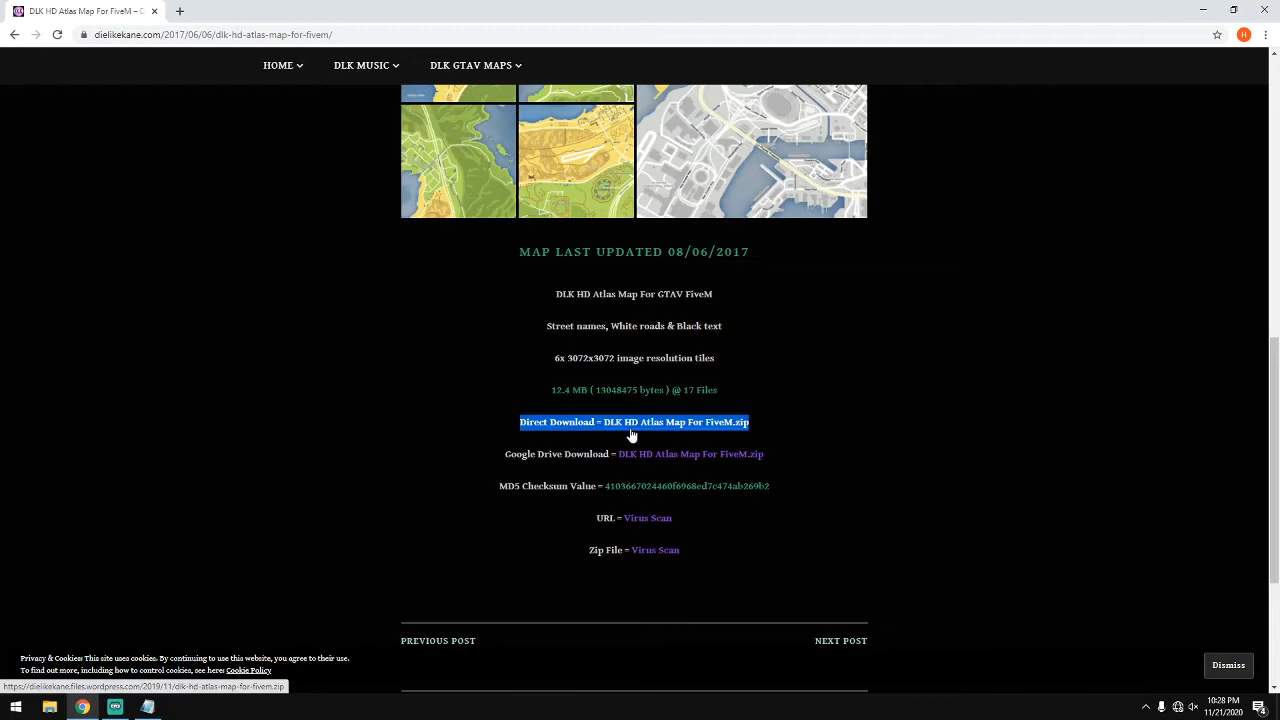 DLK HD Atlas Map For FiveM – D
dielikekane.com/2017/06/06/dlk-hd-atlas-map-for-fivem/
HOME DLK MUSIC DLK GTAV MAPS
MAP LAST UPDATED 08/06/2017
DLK HD Atlas Map For GTAV FiveM
Street names, White roads & Black text
6x 3072x3072 image resolution tiles
12.4 MB ( 13048475 bytes ) @ 17 Files
Direct Download = DLK HD Atlas Map For FiveM.zip
Google Drive Download = DLK HD Atlas Map For FiveM.zip
MD5 Checksum Value = 4103667024460f6968ed7c474ab269b2
URL = Virus Scan
Zip File = Virus Scan
PREVIOUS POST NEXT POST
Privacy & Cookies: This site uses cookies. By continuing to use this website, you agree to their use.
To find out more, including how to control cookies, see here: Cookie Policy
Dismiss
https://dielikekane.files.wordpress.com/2019/11/dlk-hd-atlas-map-for-fivem.zip
10:28 PM
11/21/2020
4